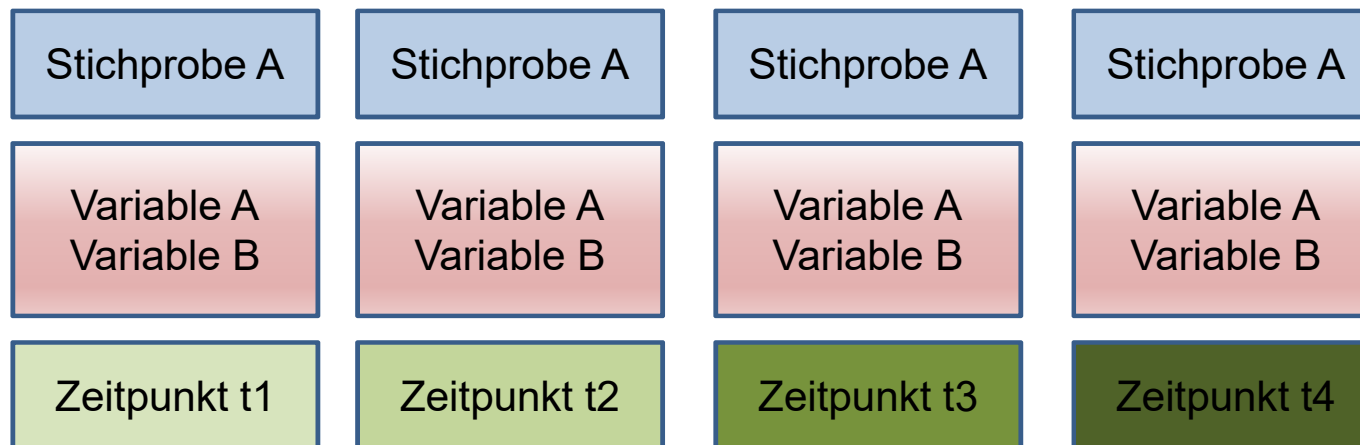 Stichprobe A
Stichprobe A
Stichprobe A
Stichprobe A
Variable A
Variable B
Variable A
Variable B
Variable A
Variable B
Variable A
Variable B
Zeitpunkt t1
Zeitpunkt t2
Zeitpunkt t3
Zeitpunkt t4